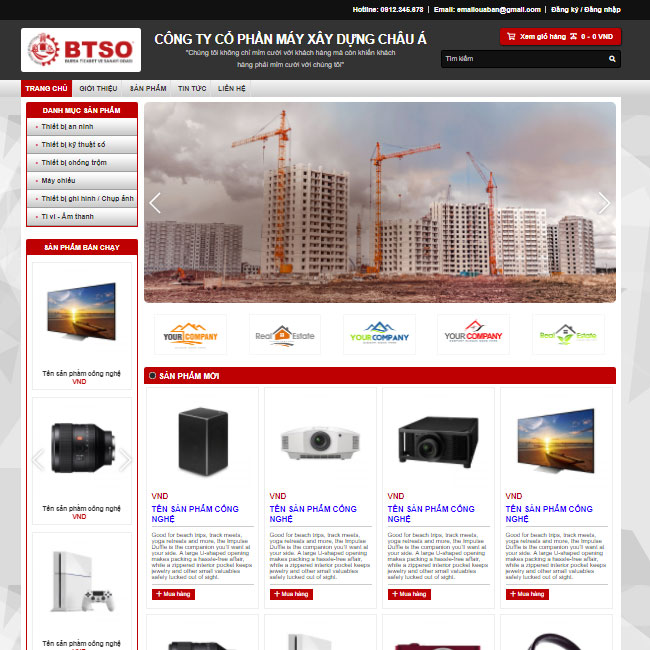 Hotline: 0912.345.678 | Email: emailcuaban@gmail.com | Đăng ký / Đăng nhập
BTSO
CÔNG TY CỔ PHẦN MÁY XÂY DỰNG CHÂU Á
"Chúng tôi không chỉ mỉm cười với khách hàng mà còn khiến khách
hàng phải mỉm cười với chúng tôi"
Xem giỏ hàng 0 - 0 VND
Tìm kiếm
TRANG CHỦ GIỚI THIỆU SẢN PHẨM TIN TỨC LIÊN HỆ
DANH MỤC SẢN PHẨM
Thiết bị an ninh
Thiết bị kỹ thuật số
Thiết bị chống trộm
Máy chiếu
Thiết bị ghi hình / Chụp ảnh
Ti vi - Âm thanh
SẢN PHẨM BÁN CHẠY
Tên sản phẩm công nghệ
VND
Tên sản phẩm công nghệ
VND
Tên sản phẩm công nghệ
VND
YOUR COMPANY
Real Estate
YOUR COMPANY
YOUR COMPANY
Real Estate
SẢN PHẨM MỚI
VND
TÊN SẢN PHẨM CÔNG
NGHỆ
Good for beach trips, track meets,
yoga retreats and more, the Impulse
Duffle is the companion you'll want at
your side. A large U-shaped opening
makes packing a hassle-free affair,
while a zippered interior pocket keeps
jewelry and other small valuables
safely tucked out of sight.
Mua hàng
VND
TÊN SẢN PHẨM CÔNG
NGHỆ
Good for beach trips, track meets,
yoga retreats and more, the Impulse
Duffle is the companion you'll want at
your side. A large U-shaped opening
makes packing a hassle-free affair,
while a zippered interior pocket keeps
jewelry and other small valuables
safely tucked out of sight.
Mua hàng
VND
TÊN SẢN PHẨM CÔNG
NGHỆ
Good for beach trips, track meets,
yoga retreats and more, the Impulse
Duffle is the companion you'll want at
your side. A large U-shaped opening
makes packing a hassle-free affair,
while a zippered interior pocket keeps
jewelry and other small valuables
safely tucked out of sight.
Mua hàng
VND
TÊN SẢN PHẨM CÔNG
NGHỆ
Good for beach trips, track meets,
yoga retreats and more, the Impulse
Duffle is the companion you'll want at
your side. A large U-shaped opening
makes packing a hassle-free affair,
while a zippered interior pocket keeps
jewelry and other small valuables
safely tucked out of sight.
Mua hàng